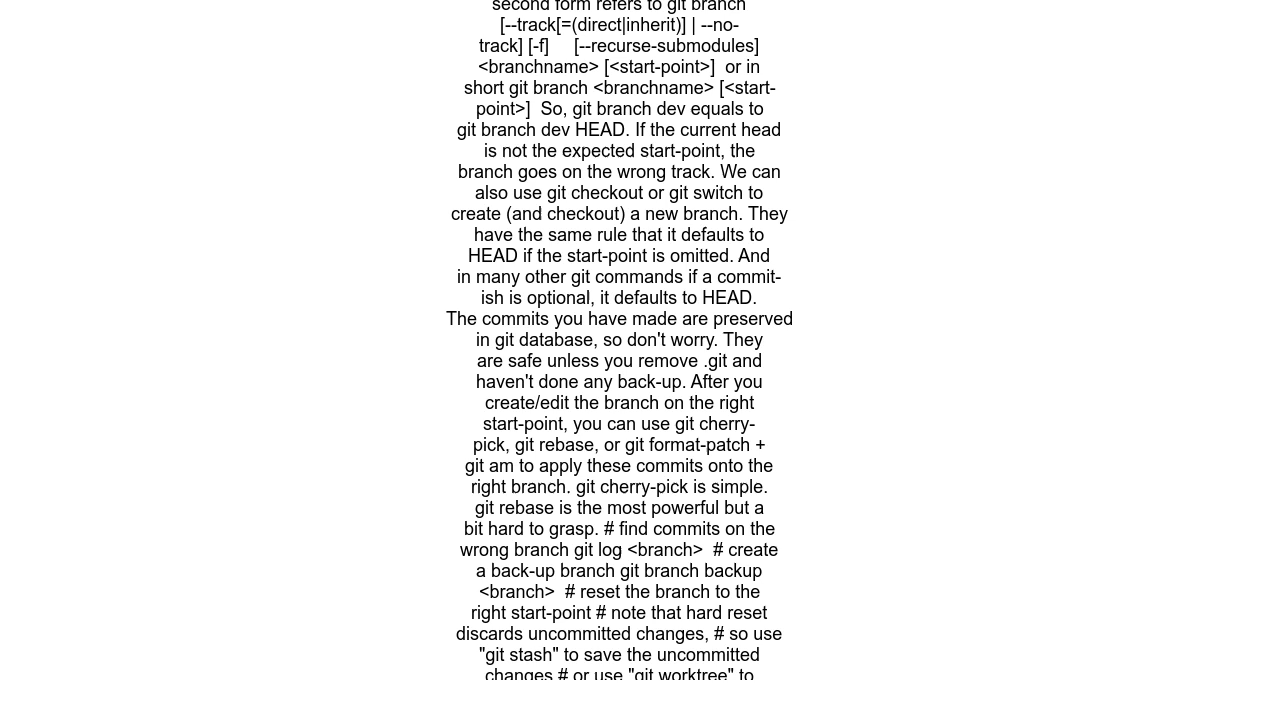 second form refers to git branch
[--track[=(direct|inherit)] | --no-
track] [-f]     [--recurse-submodules]
<branchname> [<start-point>]  or in
short git branch <branchname> [<start-
point>]  So, git branch dev equals to
git branch dev HEAD. If the current head
is not the expected start-point, the
branch goes on the wrong track. We can
also use git checkout or git switch to
create (and checkout) a new branch. They
have the same rule that it defaults to
HEAD if the start-point is omitted. And
in many other git commands if a commit-
ish is optional, it defaults to HEAD.
The commits you have made are preserved
in git database, so don't worry. They
are safe unless you remove .git and
haven't done any back-up. After you
create/edit the branch on the right
start-point, you can use git cherry-
pick, git rebase, or git format-patch +
git am to apply these commits onto the
right branch. git cherry-pick is simple.
git rebase is the most powerful but a
bit hard to grasp. # find commits on the
wrong branch git log <branch>  # create
a back-up branch git branch backup
<branch>  # reset the branch to the
right start-point # note that hard reset
discards uncommitted changes, # so use
"git stash" to save the uncommitted
changes # or use "git worktree" to